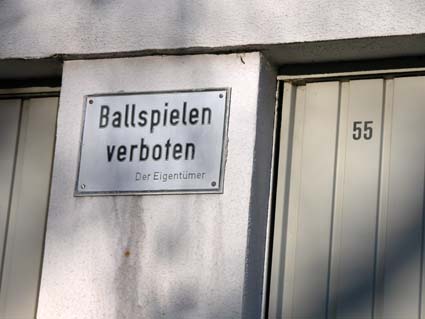 Ballspielen
verboten
Der Eigentümer
55